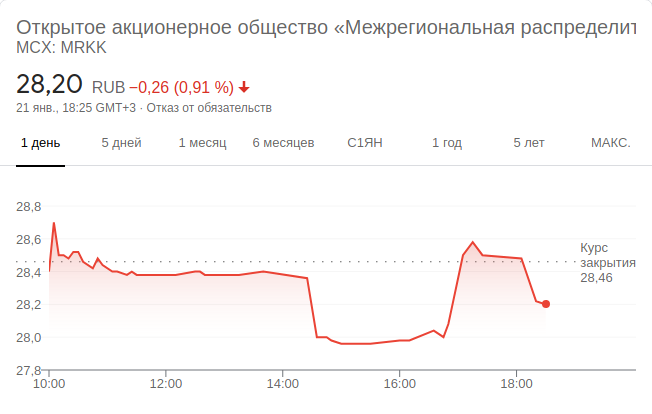 Открытое акционерное общество «Межрегиональная распределит
MCX: MRKK
28,20 RUB −0,26 (0,91 %)
21 янв., 18:25 GMT+3 · Отказ от обязательств
1 день 5 дней 1 месяц 6 месяцев С1ЯН 1 год 5 лет МАКС.
28,8
28,6
28,4
28,2
28,0
27,8
Курс
закрытия
28,46
10:00 12:00 14:00 16:00 18:00